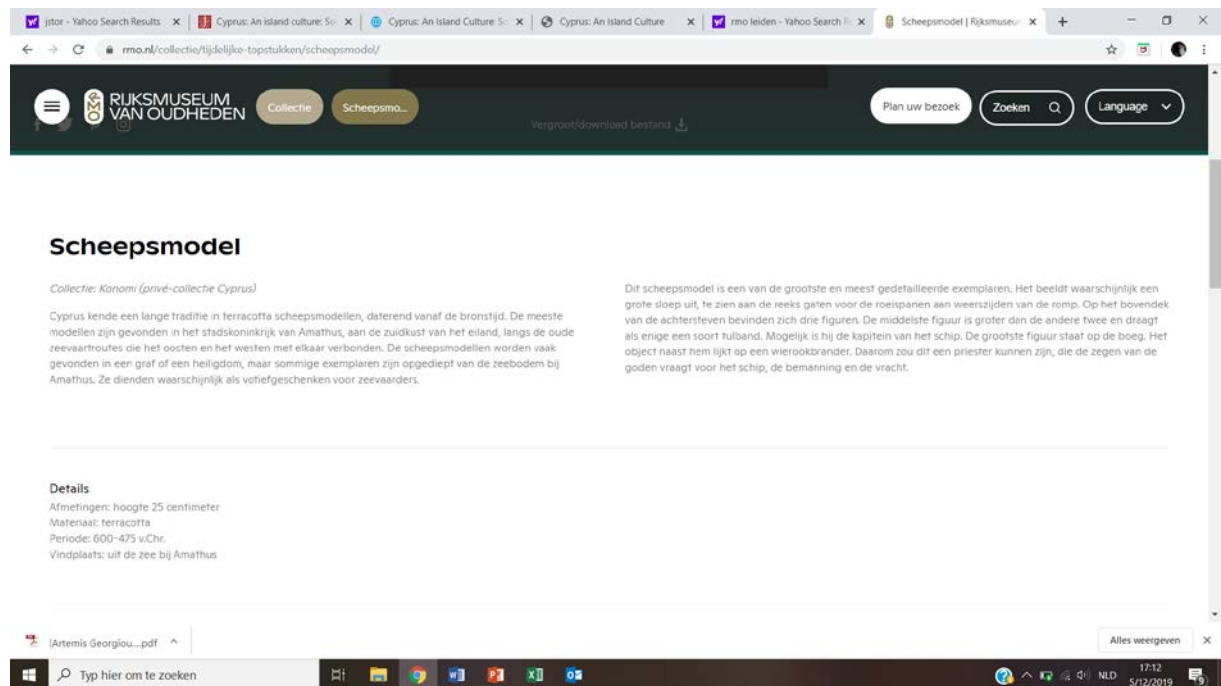 jstor - Yahoo Search Results
Cyprus: An island culture: So
Cyprus: An Island Culture: So
Cyprus: An Island Culture
rmo leiden - Yahoo Search R
Scheepsmodel | Rijksmuseum
rmo.nl/collectie/tijdelijke-topstukken/scheepsmodel/
RMO
RIJKSMUSEUM
VAN OUDHEDEN
Collectie
Scheepsmo...
Vergroot/download bestand
Plan uw bezoek
Zoeken
Language
Scheepsmodel
Collectie: Konomi (privé-collectie Cyprus)
Cyprus kende een lange traditie in terracotta scheepsmodellen, daterend vanaf de bronstijd. De meeste
modellen zijn gevonden in het stadskoninkrijk van Amathus, aan de zuidkust van het eiland, langs de oude
zeevaartroutes die het oosten en het westen met elkaar verbonden. De scheepsmodellen worden vaak
gevonden in een graf of een heiligdom, maar sommige exemplaren zijn opgediept van de zeebodem bij
Amathus. Ze dienden waarschijnlijk als votiefgeschenken voor zeevaarders.
Dit scheepsmodel is een van de grootste en meest gedetailleerde exemplaren. Het beeldt waarschijnlijk een
grote sloep uit, te zien aan de reeks gaten voor de roeispanen aan weerszijden van de romp. Op het bovendek
van de achtersteven bevinden zich drie figuren. De middelste figuur is groter dan de andere twee en draagt
als enige een soort tulband. Mogelijk is hij de kapitein van het schip. De grootste figuur staat op de boeg. Het
object naast hem lijkt op een wierookbrander. Daarom zou dit een priester kunnen zijn, die de zegen van de
goden vraagt voor het schip, de bemanning en de vracht.
Details
Afmetingen: hoogte 25 centimeter
Materiaal: terracotta
Periode: 600-475 v.Chr.
Vindplaats: uit de zee bij Amathus
(Artemis Georgiou,...pdf
Alles weergeven
Typ hier om te zoeken
NLD
17:12
5/12/2019